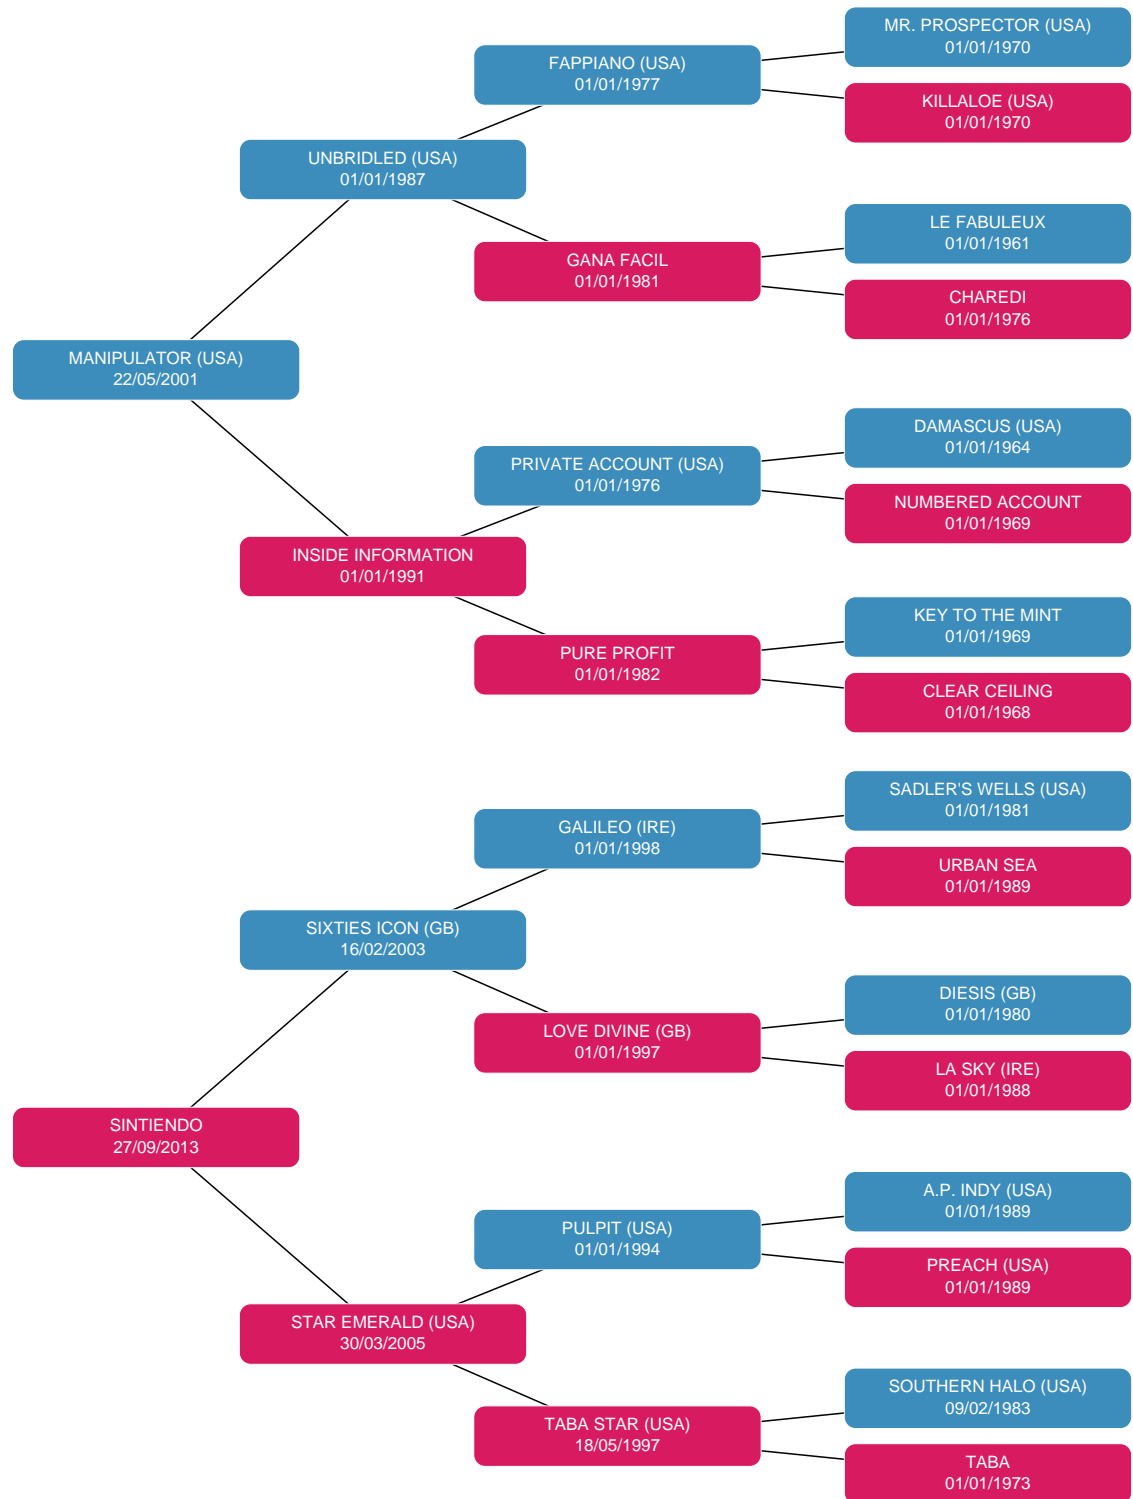 MR. PROSPECTOR (USA)
01/01/1970
FAPPIANO (USA)
01/01/1977
KILLALOE (USA)
01/01/1970
UNBRIDLED (USA)
01/01/1987
LE FABULEUX
01/01/1961
GANA FACIL
01/01/1981
CHAREDI
01/01/1976
MANIPULATOR (USA)
22/05/2001
DAMASCUS (USA)
01/01/1964
PRIVATE ACCOUNT (USA)
01/01/1976
NUMBERED ACCOUNT
01/01/1969
INSIDE INFORMATION
01/01/1991
KEY TO THE MINT
01/01/1969
PURE PROFIT
01/01/1982
CLEAR CEILING
01/01/1968
SADLER'S WELLS (USA)
01/01/1981
GALILEO (IRE)
01/01/1998
URBAN SEA
01/01/1989
SIXTIES ICON (GB)
16/02/2003
DIESIS (GB)
01/01/1980
LOVE DIVINE (GB)
01/01/1997
LA SKY (IRE)
01/01/1988
SINTIENDO
27/09/2013
A.P. INDY (USA)
01/01/1989
PULPIT (USA)
01/01/1994
PREACH (USA)
01/01/1989
STAR EMERALD (USA)
30/03/2005
SOUTHERN HALO (USA)
09/02/1983
TABA STAR (USA)
18/05/1997
TABA
01/01/1973